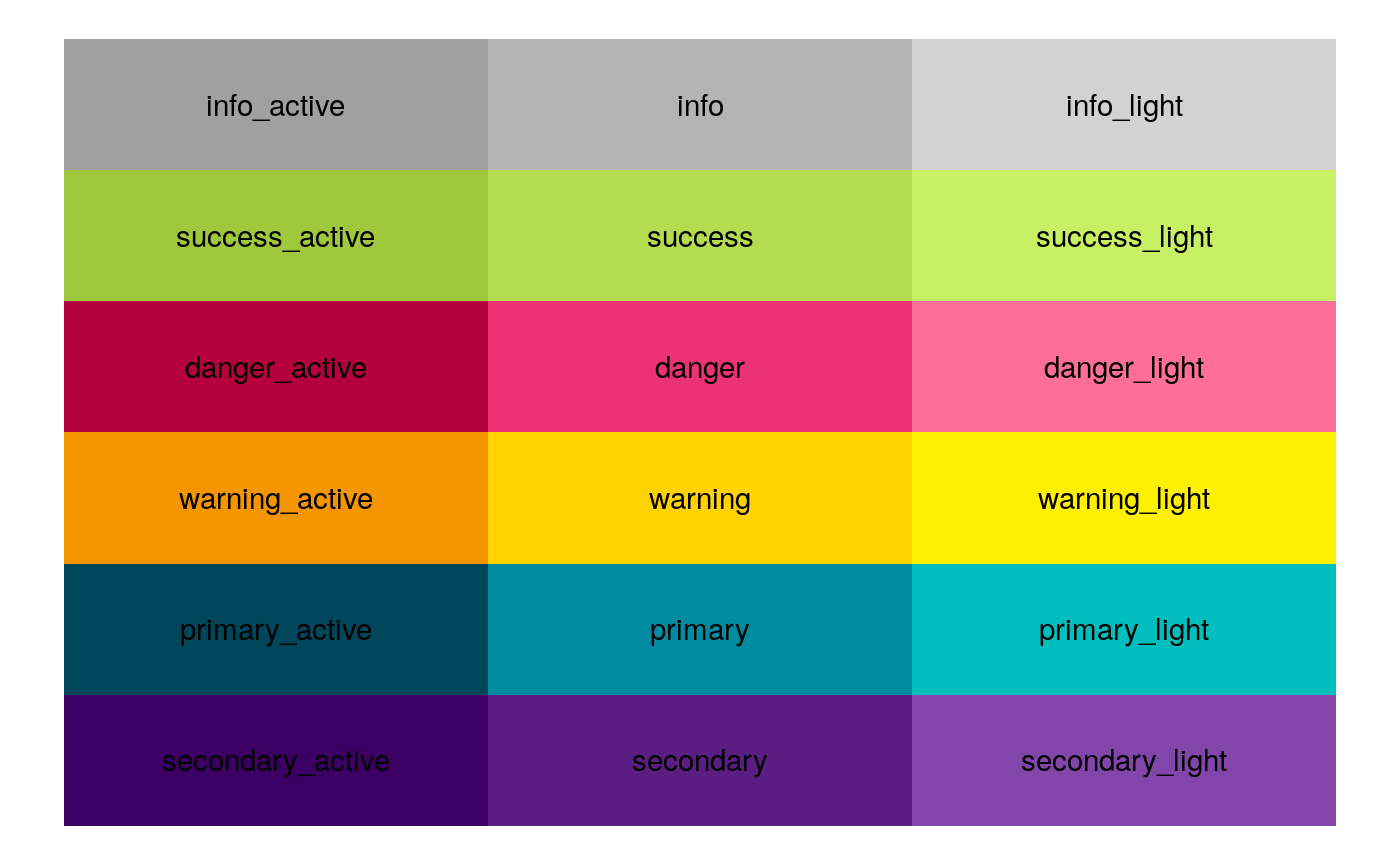 info_active info info_light
success_active success success_light
danger_active danger danger_light
warning_active warning warning_light
primary_active primary primary_light
secondary_active secondary secondary_light